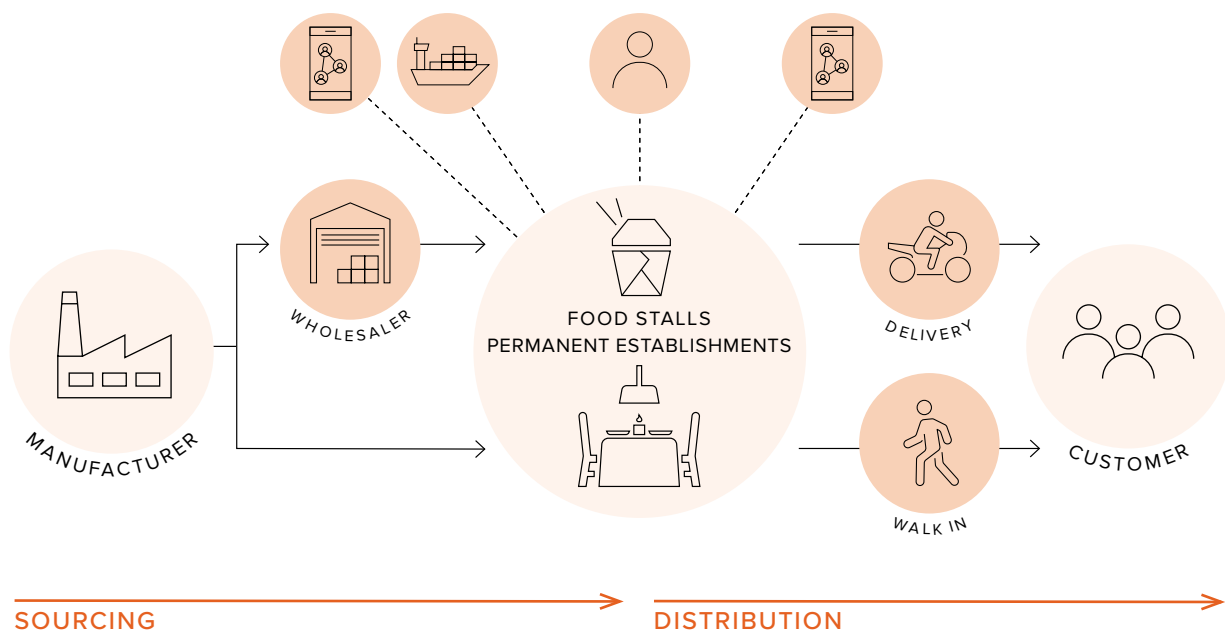 WHOLESALER
FOOD STALLS
PERMANENT ESTABLISHMENTS
DELIVERY
MANUFACTURER
CUSTOMER
WALK IN
SOURCING
DISTRIBUTION